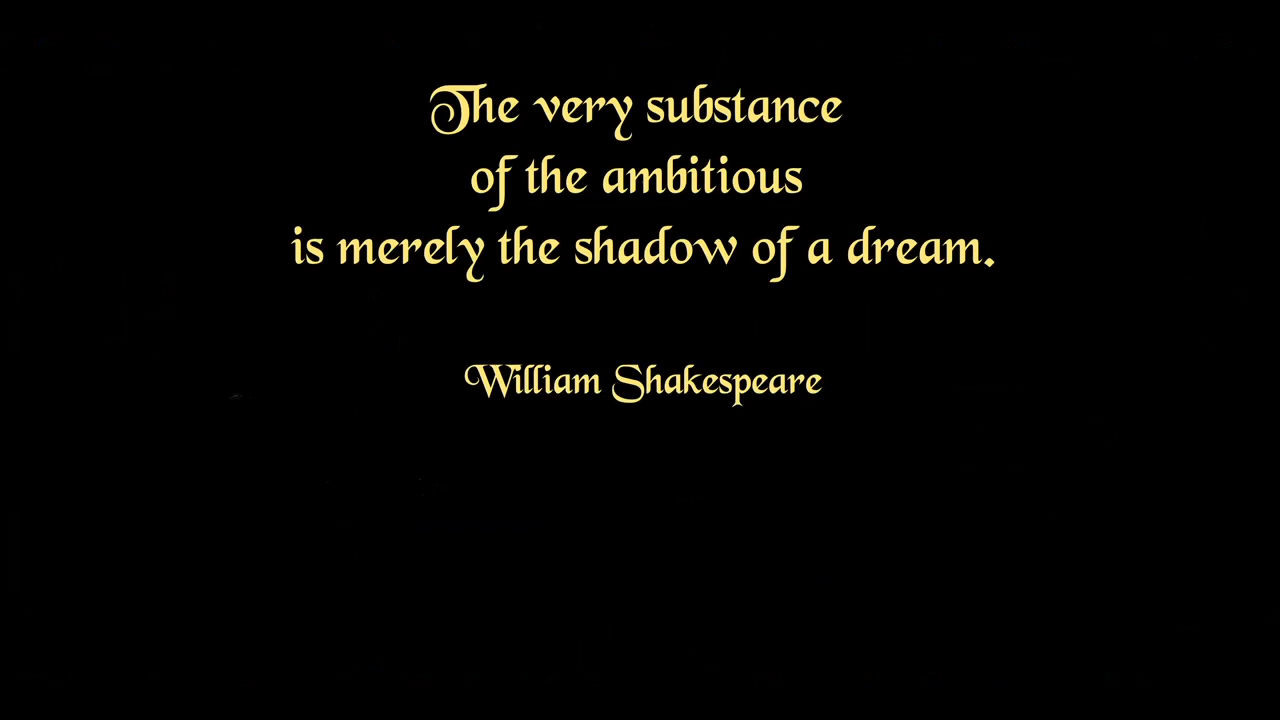 The very substance
of the ambitious
is merely the shadow of a dream.
William Shakespeare